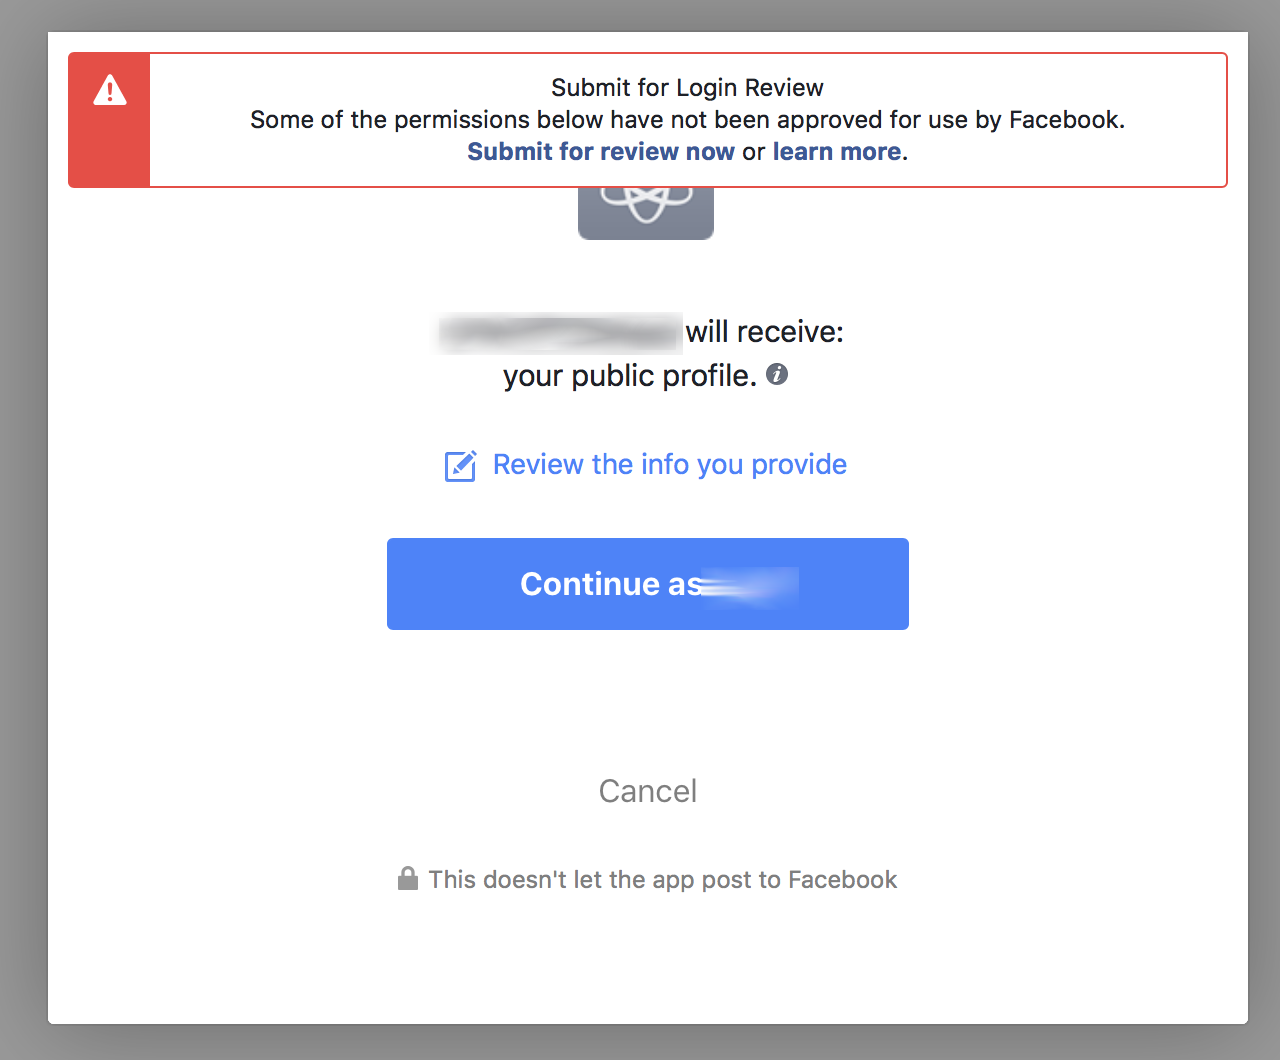 Submit for Login Review
Some of the permissions below have not been approved for use by Facebook.
Submit for review now or learn more.
will receive:
your public profile.
Review the info you provide
Continue as
Cancel
This doesn't let the app post to Facebook